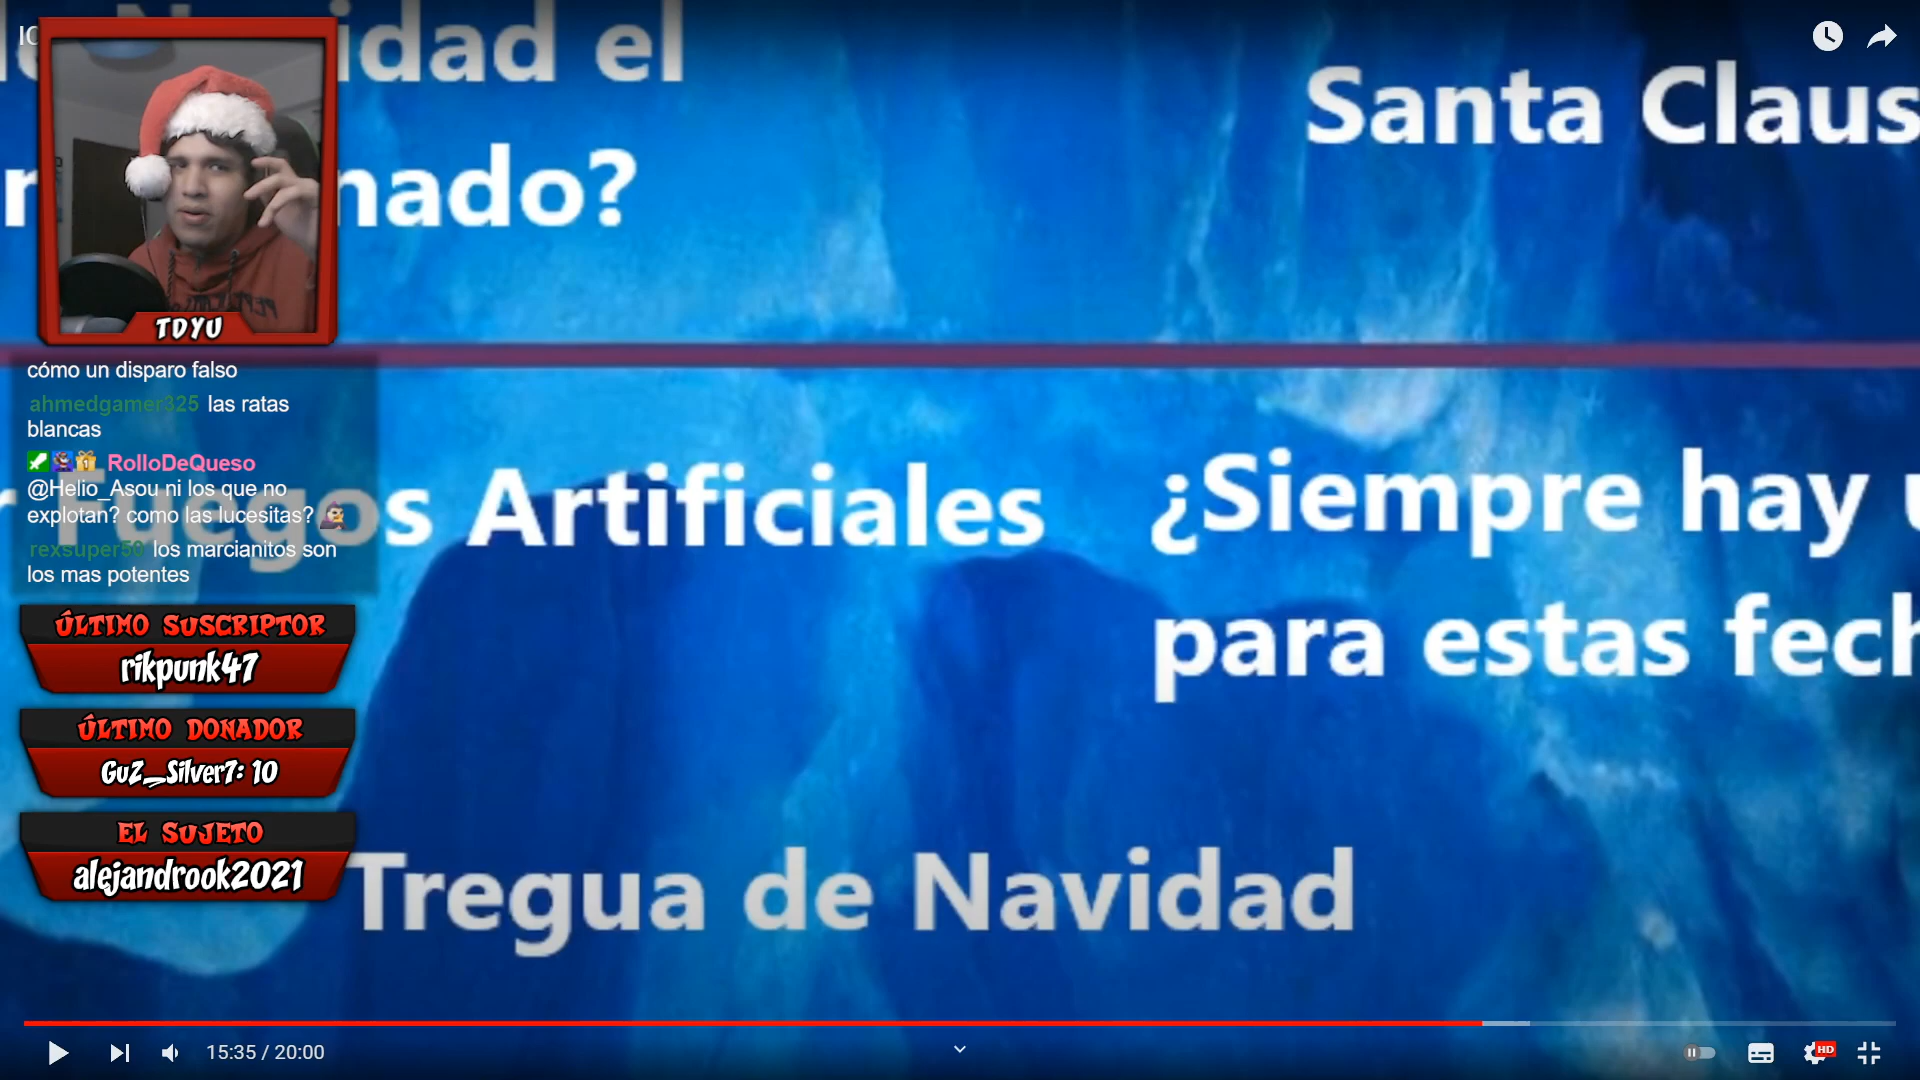 idad el
nado?
Santa Claus
TDYU
cómo un disparo falso
ahmedgamer325 las ratas
blancas
RolloDeQueso
@Helio_Asou ni los que no
explotan? como las lucesitas?
rexsuper50 los marcianitos son
los mas potentes
Fuegos Artificiales
¿Siempre hay u
para estas fech
ÚLTIMO SUSCRIPTOR
rikpunk47
ÚLTIMO DONADOR
GuZ_Silver7: 10
EL SUJETO
alejandrook2021
Tregua de Navidad
15:35 / 20:00
HD